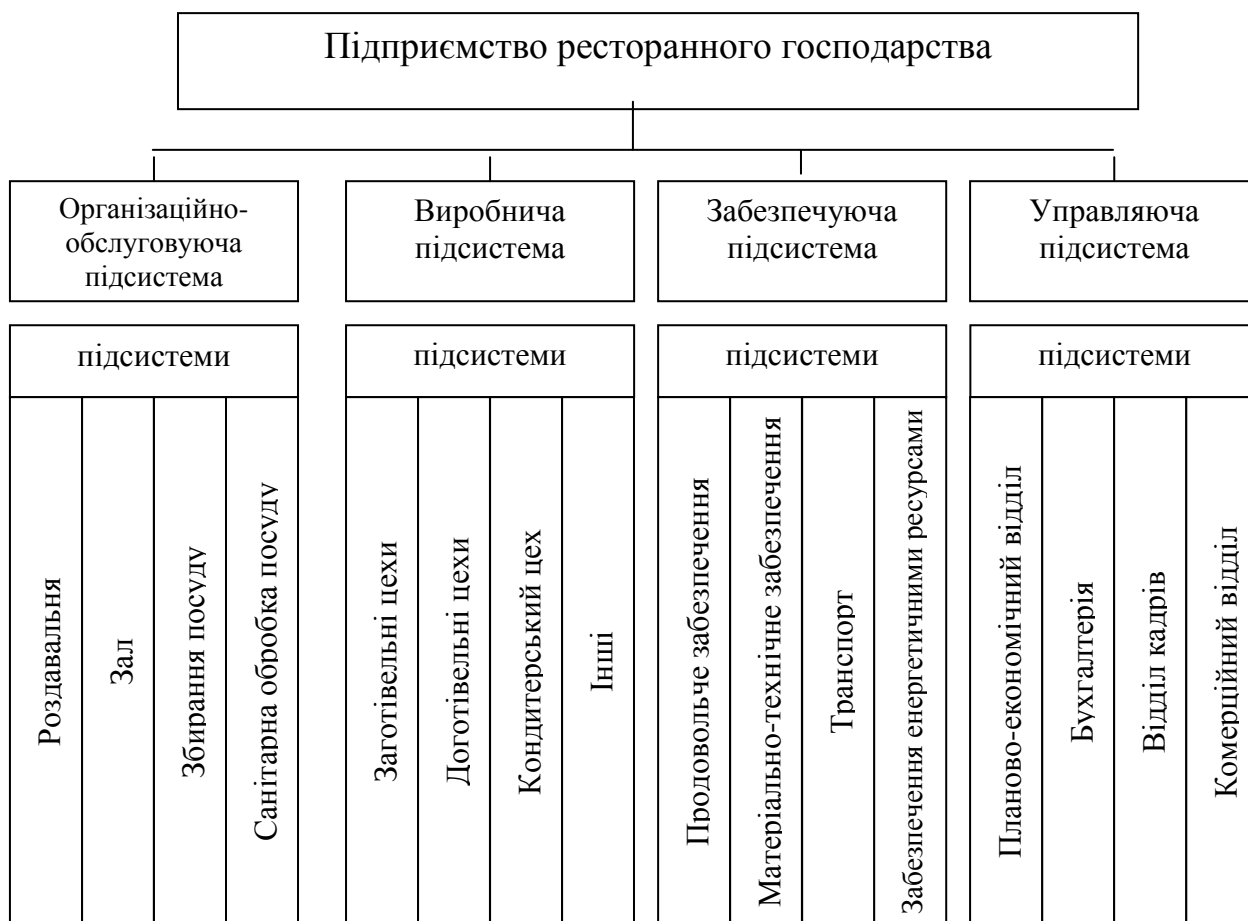 Підприємство ресторанного господарства
Організаційно-
обслуговуюча
підсистема
Виробнича
підсистема
Забезпечуюча
підсистема
Управляюча
підсистема
підсистеми
підсистеми
підсистеми
підсистеми
Роздавальня
Зал
Збирання посуду
Санітарна обробка посуду
Заготівельні цехи
Доготівельні цехи
Кондитерський цех
Інші
Продовольче забезпечення
Матеріально-технічне забезпечення
Транспорт
Забезпечення енергетичними ресурсами
Планово-економічний відділ
Бухгалтерія
Відділ кадрів
Комерційний відділ